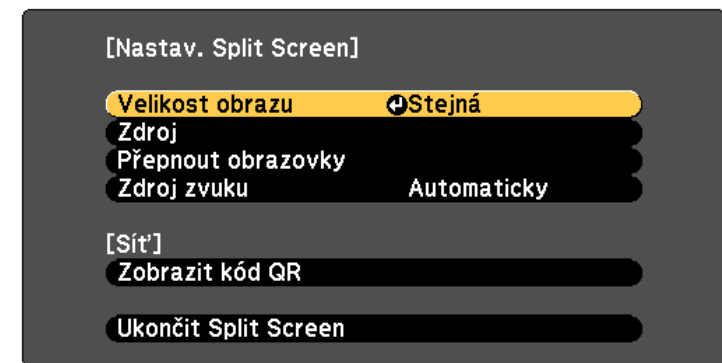 [Nastav. Split Screen]
Velikost obrazu Stejná
Zdroj
Přepnout obrazovky
Zdroj zvuku Automaticky
[Síť]
Zobrazit kód QR
Ukončit Split Screen